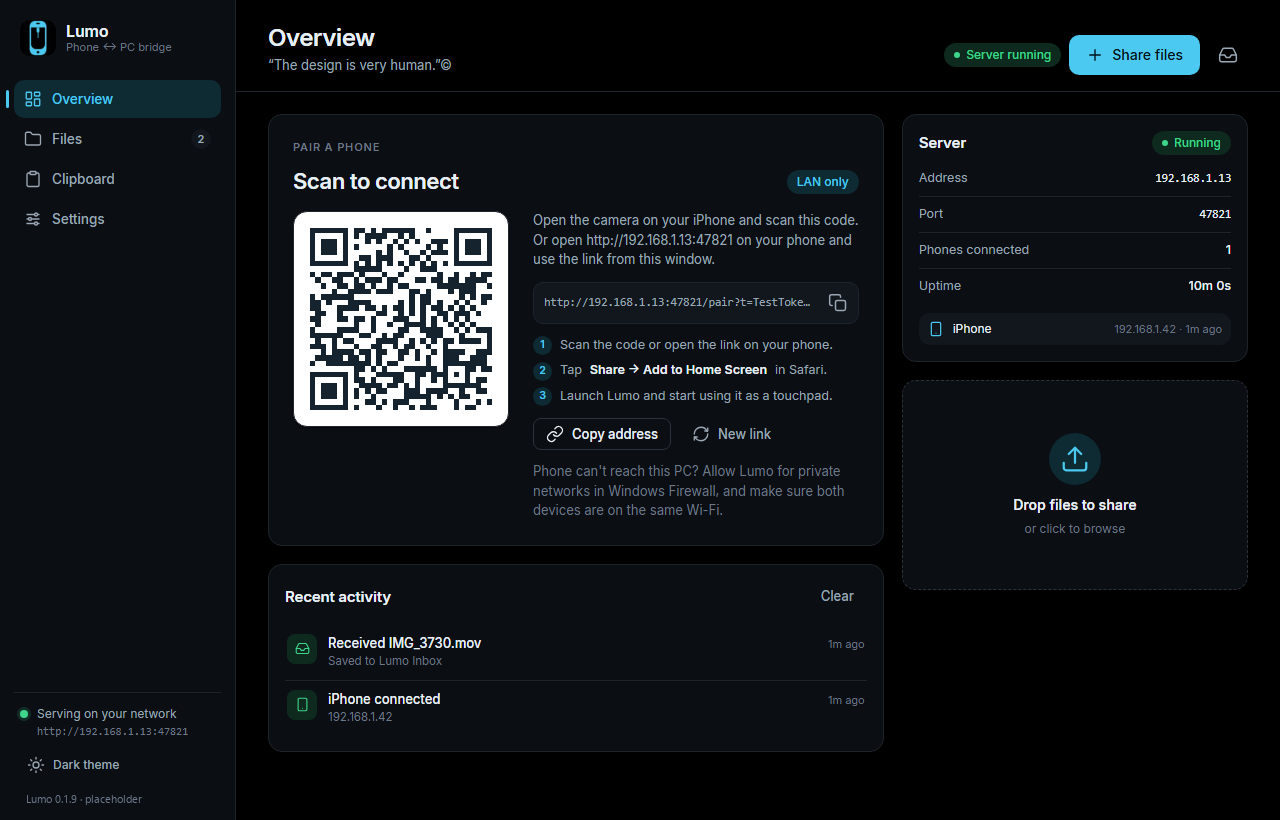 Lumo
Phone ↔ PC bridge
Overview
Files 2
Clipboard
Settings
Serving on your network
http://192.168.1.13:47821
Dark theme
Lumo 0.1.9 · placeholder
Overview
“The design is very human.”©
Server running
Share files
PAIR A PHONE
Scan to connect
LAN only
Open the camera on your iPhone and scan this code.
Or open http://192.168.1.13:47821 on your phone and
use the link from this window.
http://192.168.1.13:47821/pair?t=TestToke…
1 Scan the code or open the link on your phone.
2 Tap Share → Add to Home Screen in Safari.
3 Launch Lumo and start using it as a touchpad.
Copy address
New link
Phone can't reach this PC? Allow Lumo for private
networks in Windows Firewall, and make sure both
devices are on the same Wi-Fi.
Recent activity
Clear
Received IMG_3730.mov
1m ago
Saved to Lumo Inbox
iPhone connected
1m ago
192.168.1.42
Server
Running
Address 192.168.1.13
Port 47821
Phones connected 1
Uptime 10m 0s
iPhone 192.168.1.42 · 1m ago
Drop files to share
or click to browse